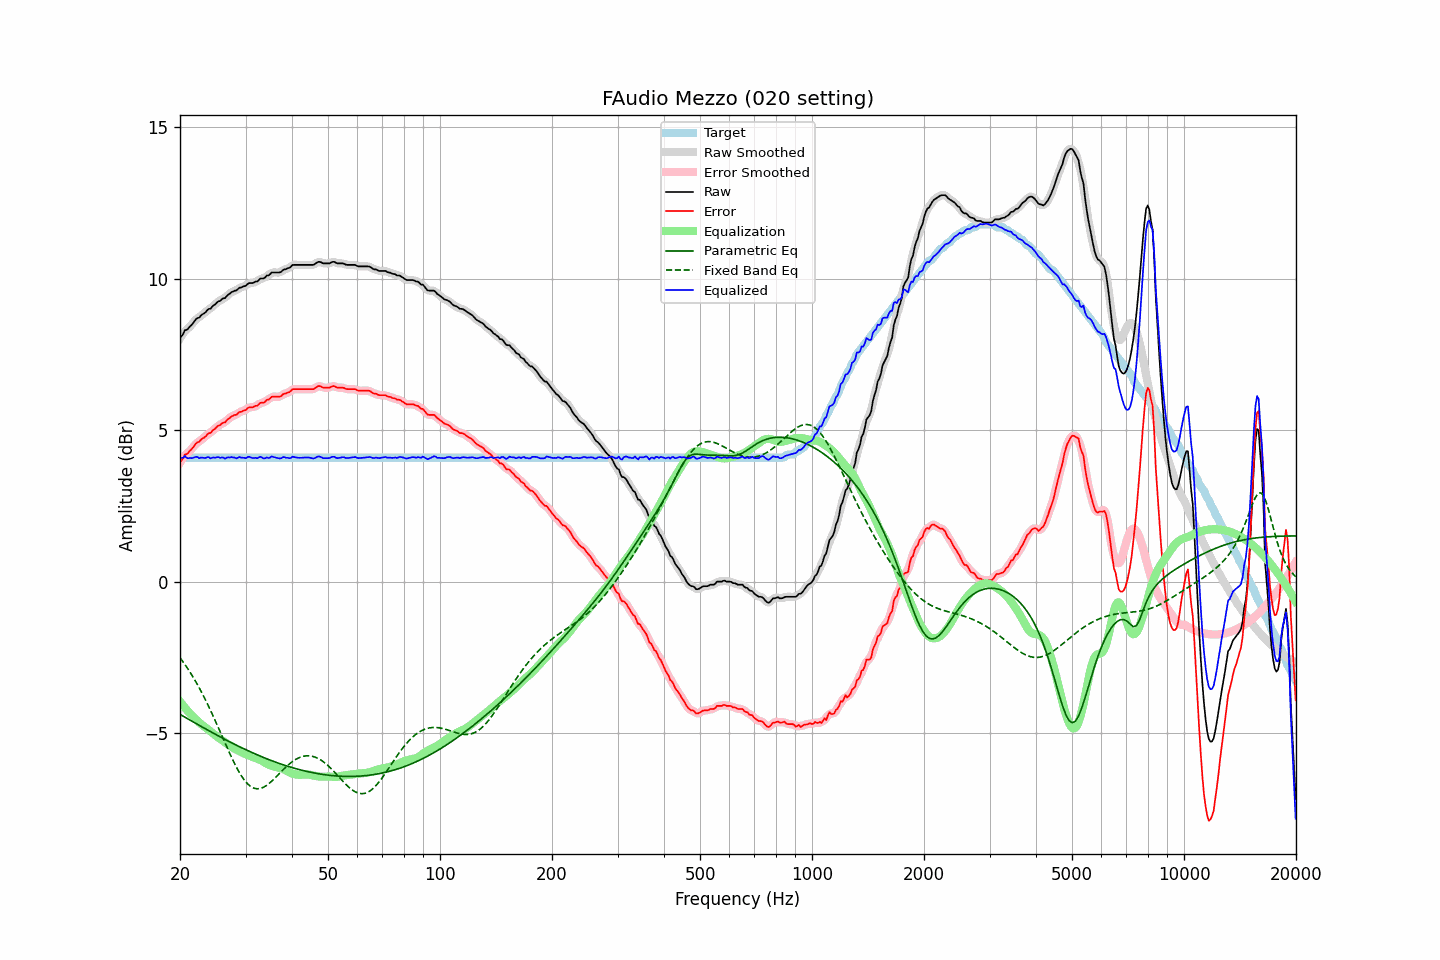 FAudio Mezzo (020 setting)
Target
Raw Smoothed
Error Smoothed
Raw
Error
Equalization
Parametric Eq
Fixed Band Eq
Equalized
15
10
5
0
−5
Amplitude (dBr)
20 50 100 200 500 1000 2000 5000 10000 20000
Frequency (Hz)